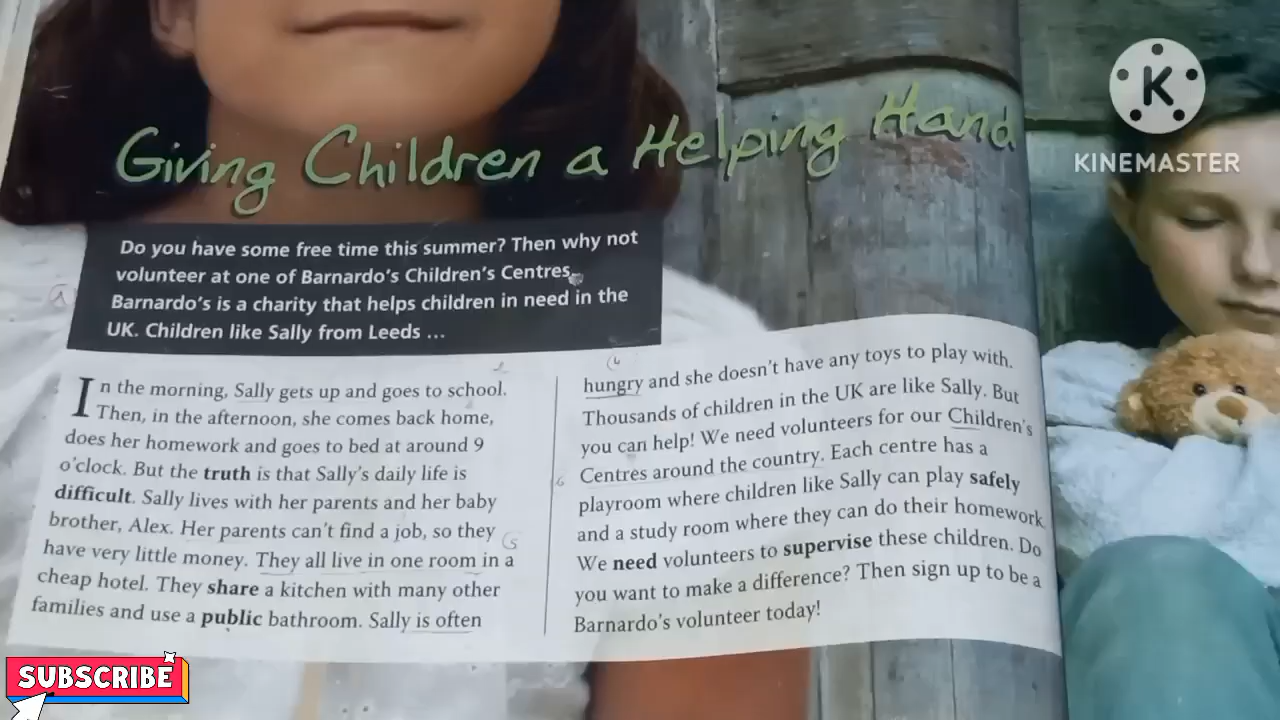 Giving Children a Helping Hand
KINEMASTER
Do you have some free time this summer? Then why not
volunteer at one of Barnardo's Children's Centres.
Barnardo's is a charity that helps children in need in the
UK. Children like Sally from Leeds ...
In the morning, Sally gets up and goes to school.
Then, in the afternoon, she comes back home,
does her homework and goes to bed at around 9
o'clock. But the truth is that Sally's daily life is
difficult. Sally lives with her parents and her baby
brother, Alex. Her parents can't find a job, so they
have very little money. They all live in one room in a
cheap hotel. They share a kitchen with many other
families and use a public bathroom. Sally is often
hungry and she doesn't have any toys to play with.
Thousands of children in the UK are like Sally. But
you can help! We need volunteers for our Children's
Centres around the country. Each centre has a
playroom where children like Sally can play safely
and a study room where they can do their homework.
We need volunteers to supervise these children. Do
you want to make a difference? Then sign up to be a
Barnardo's volunteer today!
SUBSCRIBE